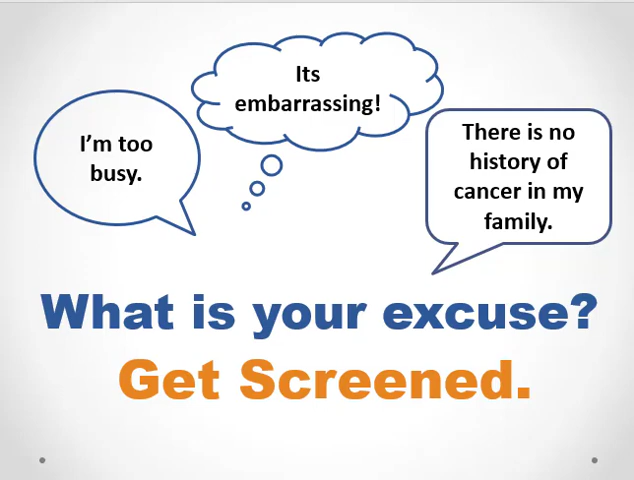 I'm too
busy.
Its
embarrassing!
There is no
history of
cancer in my
family.
What is your excuse?
Get Screened.